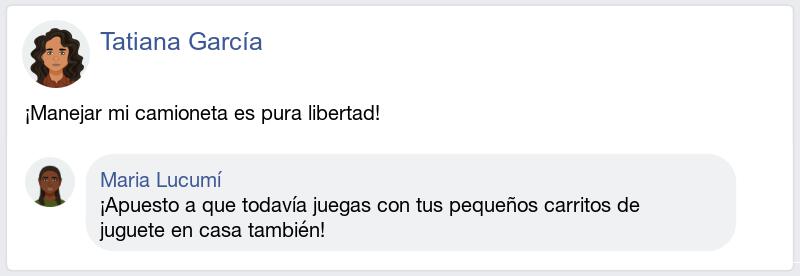 Tatiana García
¡Manejar mi camioneta es pura libertad!
Maria Lucumí
¡Apuesto a que todavía juegas con tus pequeños carritos de
juguete en casa también!